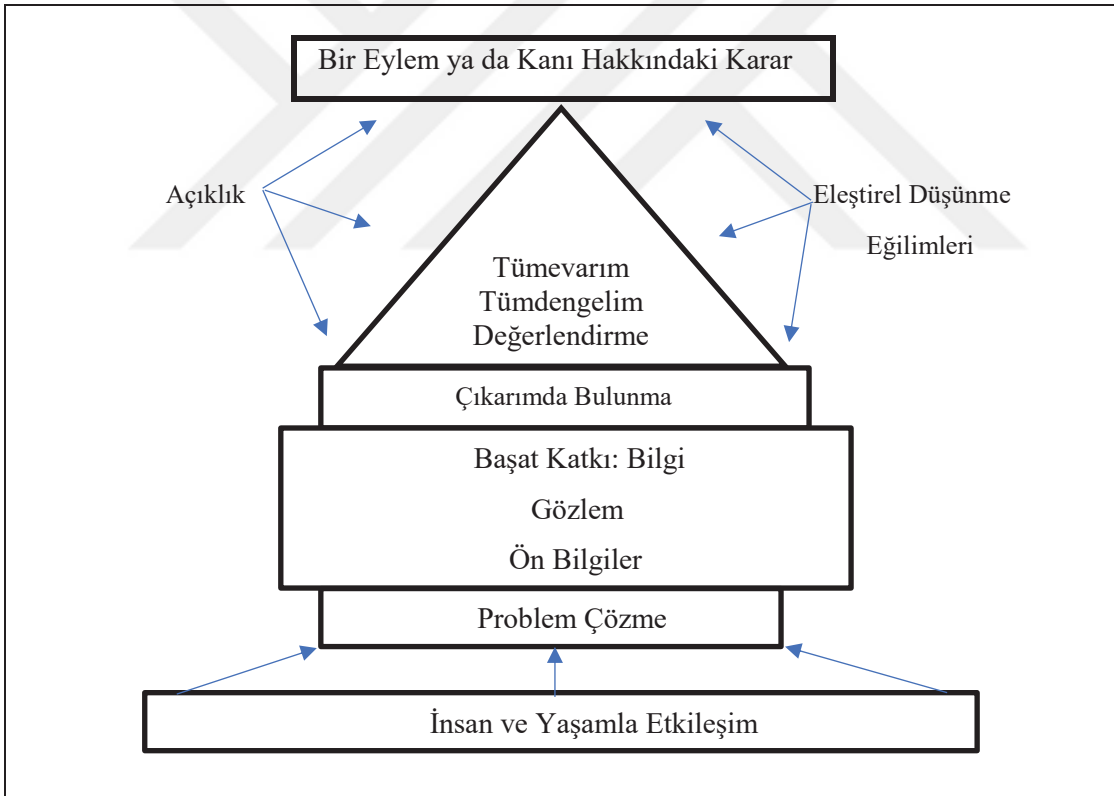 Bir Eylem ya da Kanı Hakkındaki Karar
Açıklık
Eleştirel Düşünme
Eğilimleri
Tümevarım
Tümdengelim
Değerlendirme
Çıkarımda Bulunma
Başat Katkı: Bilgi
Gözlem
Ön Bilgiler
Problem Çözme
İnsan ve Yaşamla Etkileşim